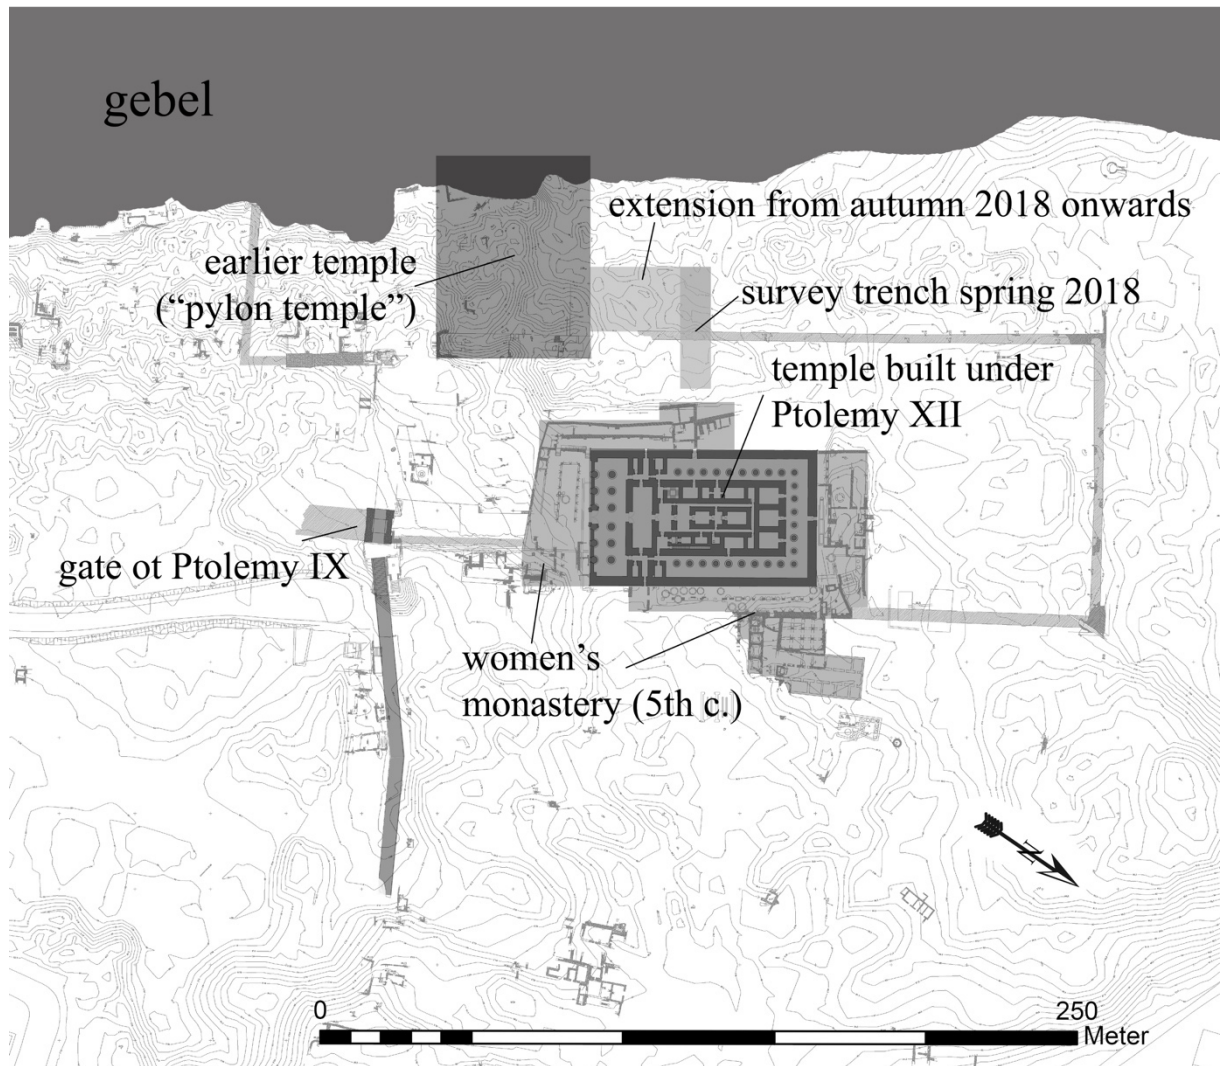 gebel
extension from autumn 2018 onwards
earlier temple
(“pylon temple”)
survey trench spring 2018
temple built under
Ptolemy XII
gate ot Ptolemy IX
women’s
monastery (5th c.)
N
0
250
Meter